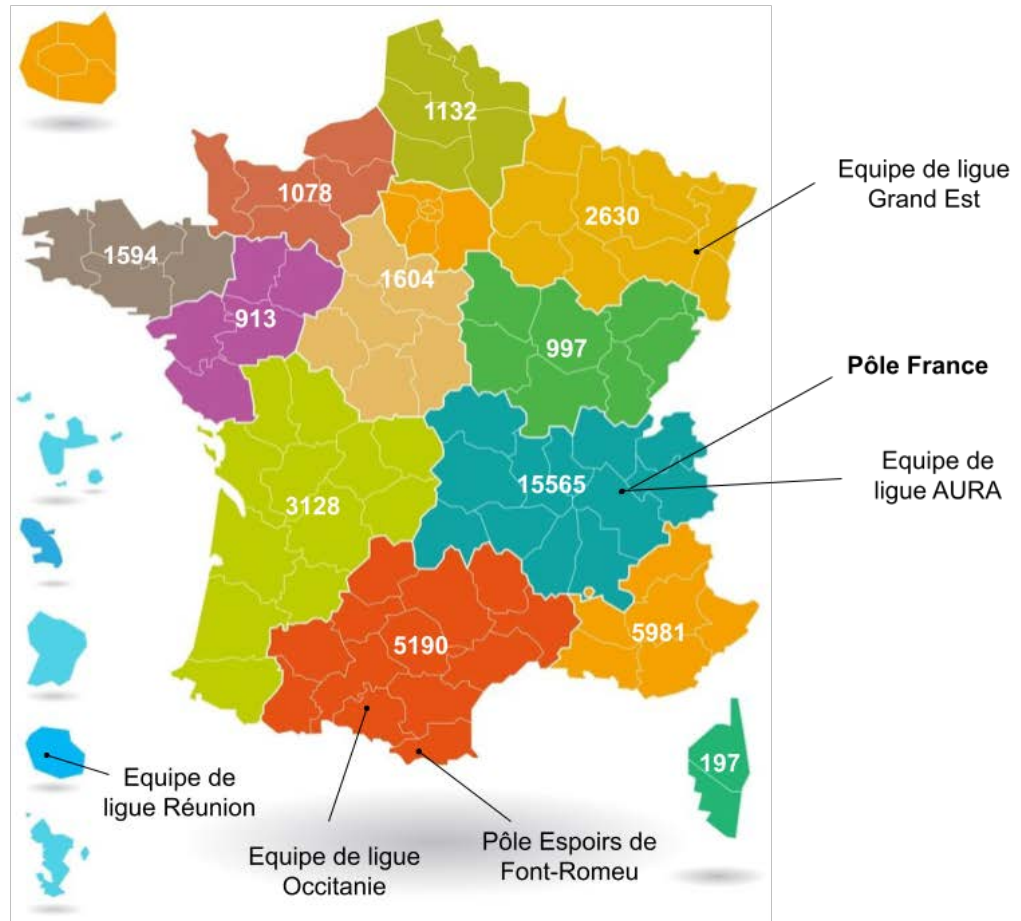 1132
Equipe de ligue
Grand Est
1078
2630
1594
1604
913
997
Pôle France
Equipe de
ligue AURA
15565
3128
5190
5981
197
Equipe de
ligue Réunion
Equipe de ligue
Occitanie
Pôle Espoirs de
Font-Romeu